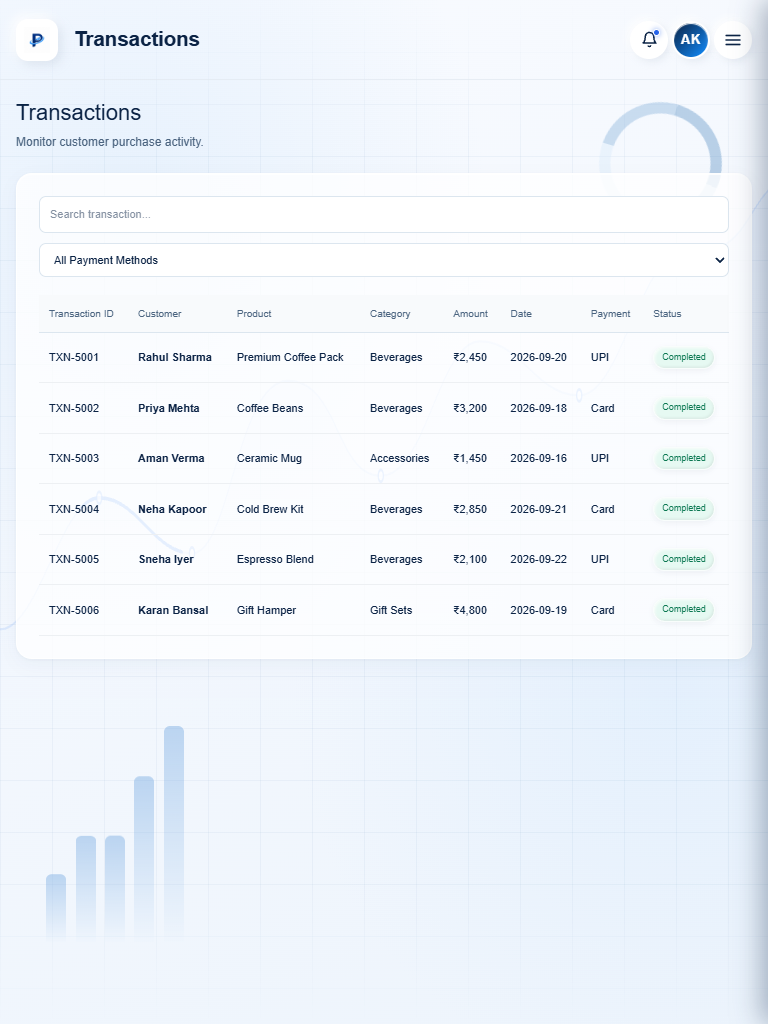 P
Transactions
AK
Transactions
Monitor customer purchase activity.
Search transaction...
All Payment Methods
Transaction ID Customer Product Category Amount Date Payment Status
TXN-5001 Rahul Sharma Premium Coffee Pack Beverages ₹2,450 2026-09-20 UPI Completed
TXN-5002 Priya Mehta Coffee Beans Beverages ₹3,200 2026-09-18 Card Completed
TXN-5003 Aman Verma Ceramic Mug Accessories ₹1,450 2026-09-16 UPI Completed
TXN-5004 Neha Kapoor Cold Brew Kit Beverages ₹2,850 2026-09-21 Card Completed
TXN-5005 Sneha Iyer Espresso Blend Beverages ₹2,100 2026-09-22 UPI Completed
TXN-5006 Karan Bansal Gift Hamper Gift Sets ₹4,800 2026-09-19 Card Completed